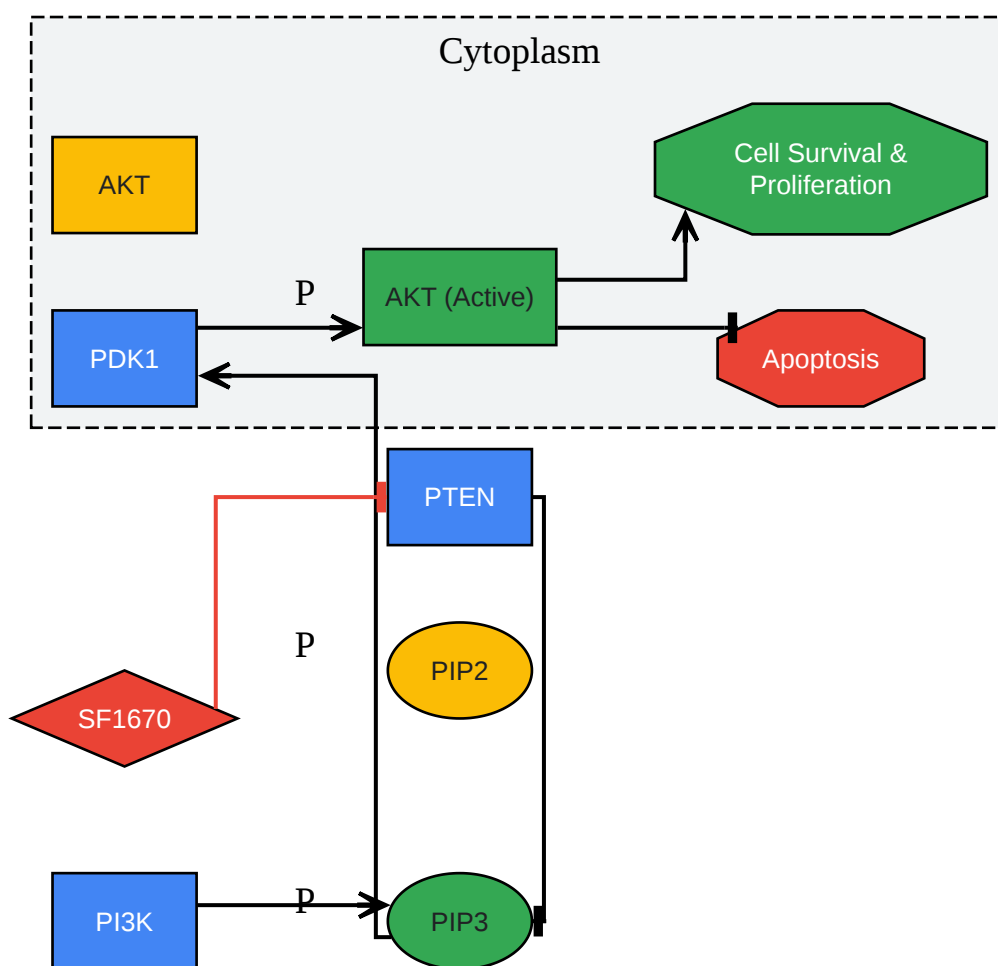 Cytoplasm
Cell Survival &
Proliferation
AKT
P
AKT (Active)
PDK1
Apoptosis
PTEN
P
PIP2
SF1670
P
PI3K
PIP3